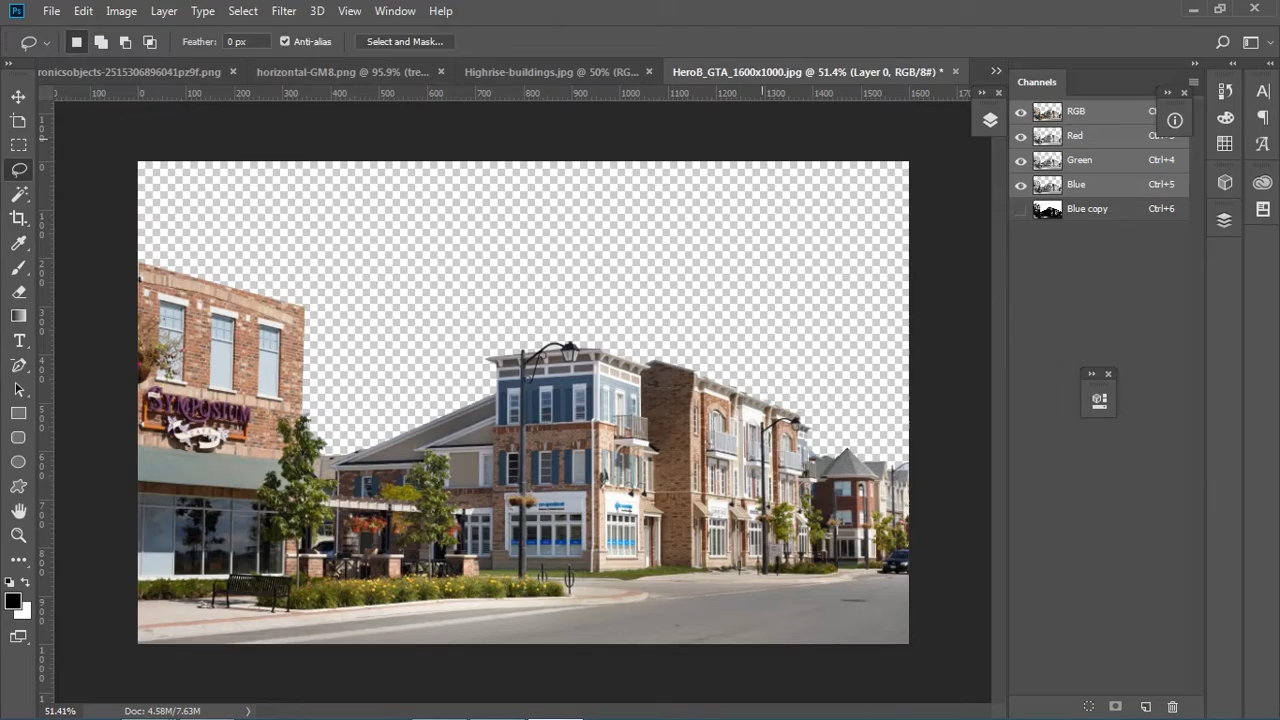 Ps File Edit Image Layer Type Select Filter 3D View Window Help
Feather: 0 px Anti-alias Select and Mask...
ronicsobjects-2515306896041pz9f.png horizontal-GM8.png @ 95.9% (tre... Highrise-buildings.jpg @ 50% (RG... HeroB_GTA_1600x1000.jpg @ 51.4% (Layer 0, RGB/8#) *
100 0 100 200 300 400 500 600 700 800 900 1000 1100 1200 1300 1400 1500 1600
Channels
RGB
Red
Green Ctrl+4
Blue Ctrl+5
Blue copy Ctrl+6
SYMPOSIUM
51.41% Doc: 4.58M/7.63M